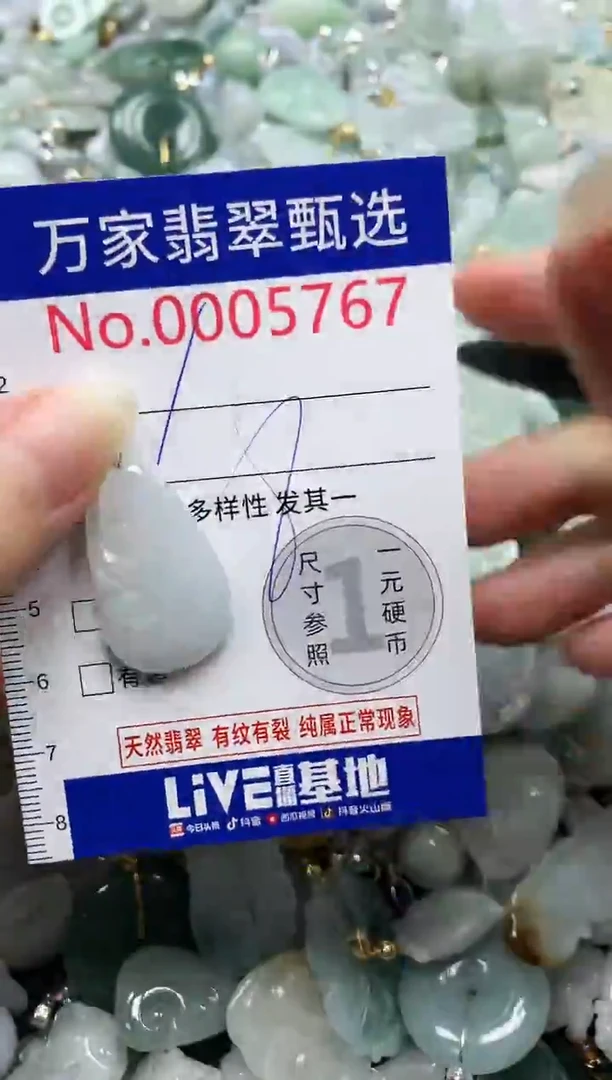 万家翡翠甄选
No.0005767
2
18
多样性 发其一
尺寸参照
1
一元硬币
5
6
有
7
天然翡翠 有纹有裂 纯属正常现象
LiVE直播基地
8
今日头条 抖音 西瓜视频 抖音火山版